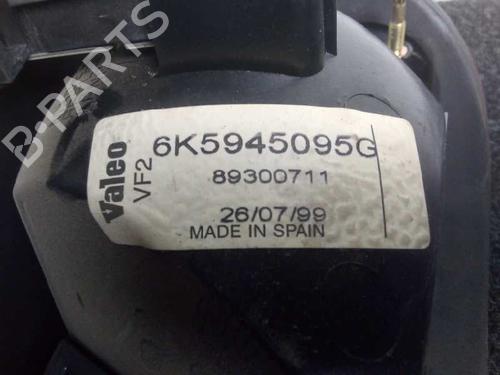 B-PARTS
Valeo
VF2
6K5945095G
89300711
26/07/99
MADE IN SPAIN